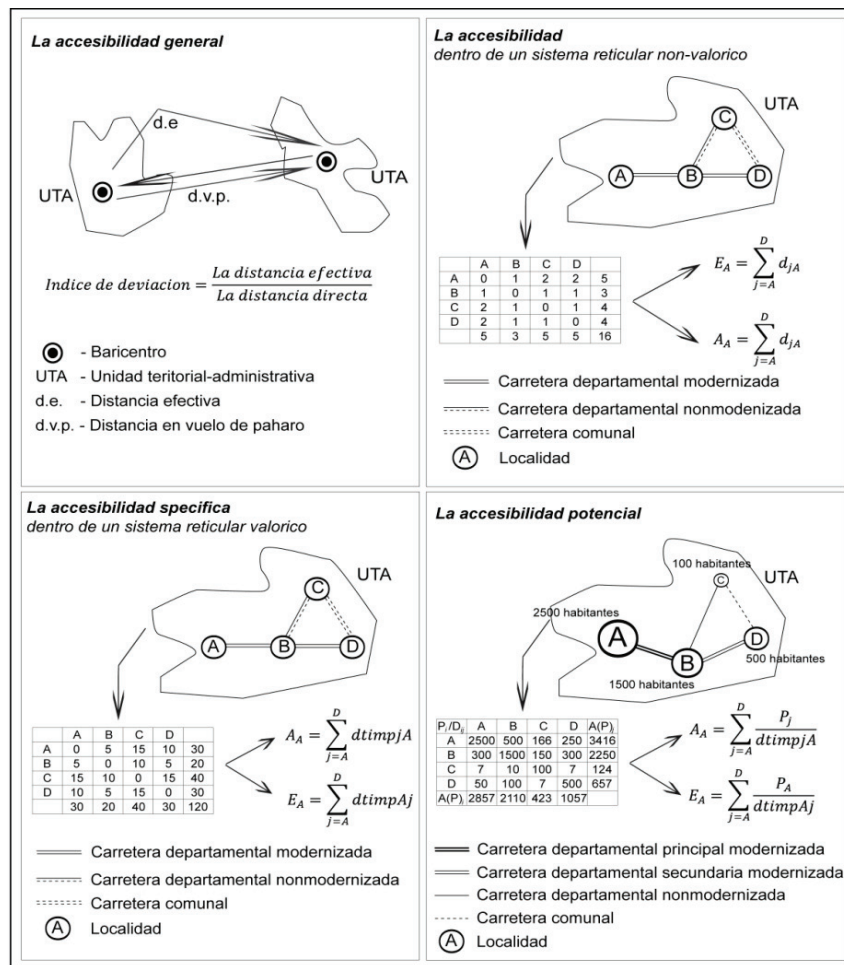 La accesibilidad general
d.e
UTA
UTA
d.v.p.
Indice de deviacion = La distancia efectiva / La distancia directa
- Baricentro
UTA - Unidad teritorial-administrativa
d.e. - Distancia efectiva
d.v.p. - Distancia en vuelo de paharo
La accesibilidad
dentro de un sistema reticular non-valorico
UTA
C
A B D
A B C D
A 0 1 2 2 5
B 1 0 1 1 3
C 2 1 0 1 4
D 2 1 1 0 4
5 3 5 5 16
E_A = ∑_{j=A}^{D} d_{jA}
A_A = ∑_{j=A}^{D} d_{jA}
Carretera departamental modernizada
Carretera departamental nonmodenizada
Carretera comunal
A Localidad
La accesibilidad specifica
dentro de un sistema reticular valorico
UTA
C
A B D
A B C D
A 0 5 15 10 30
B 5 0 10 5 20
C 15 10 0 15 40
D 10 5 15 0 30
30 20 40 30 120
A_A = ∑_{j=A}^{D} dtimpjA
E_A = ∑_{j=A}^{D} dtimpAj
Carretera departamental modernizada
Carretera departamental nonmodernizada
Carretera comunal
A Localidad
La accesibilidad potencial
100 habitantes
UTA
C
2500 habitantes
A B D
500 habitantes
1500 habitantes
P_i/D_ij A B C D A(P)_i
A 2500 500 166 250 3416
B 300 1500 150 300 2250
C 7 10 100 7 124
D 50 100 7 500 657
A(P)_i 2857 2110 423 1057
A_A = ∑_{j=A}^{D} P_j / dtimpjA
E_A = ∑_{j=A}^{D} P_A / dtimpAj
Carretera departamental principal modernizada
Carretera departamental secundaria modernizada
Carretera departamental nonmodernizada
Carretera comunal
A Localidad